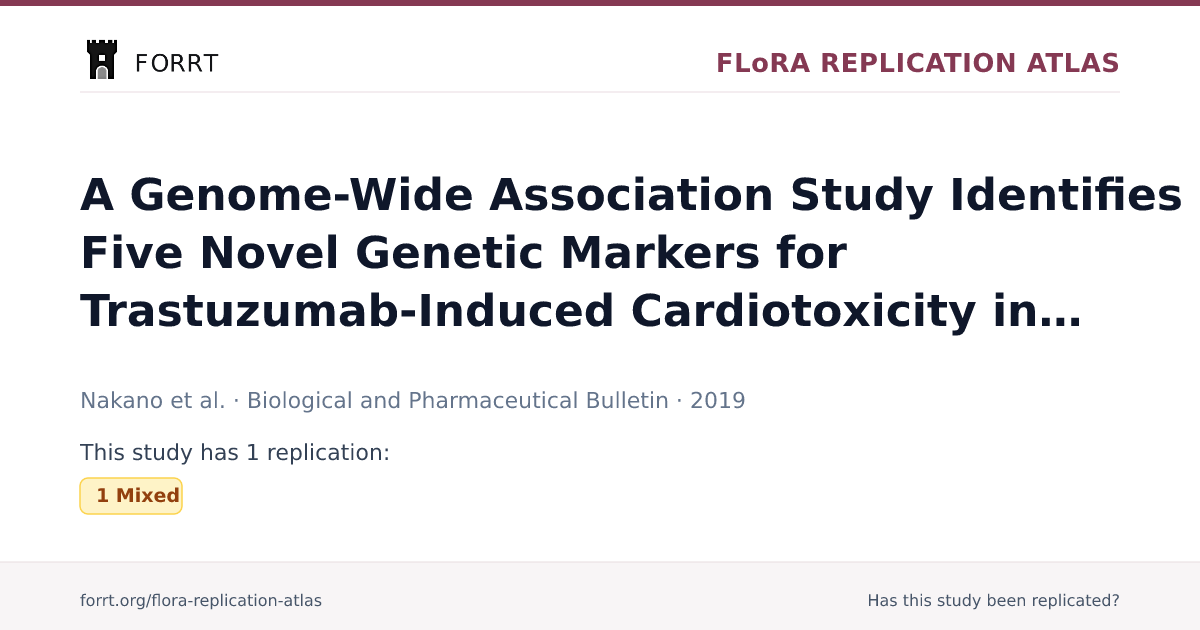 FORRT
FLoRA REPLICATION ATLAS
A Genome-Wide Association Study Identifies
Five Novel Genetic Markers for
Trastuzumab-Induced Cardiotoxicity in…
Nakano et al. · Biological and Pharmaceutical Bulletin · 2019
This study has 1 replication:
1 Mixed
forrt.org/flora-replication-atlas
Has this study been replicated?